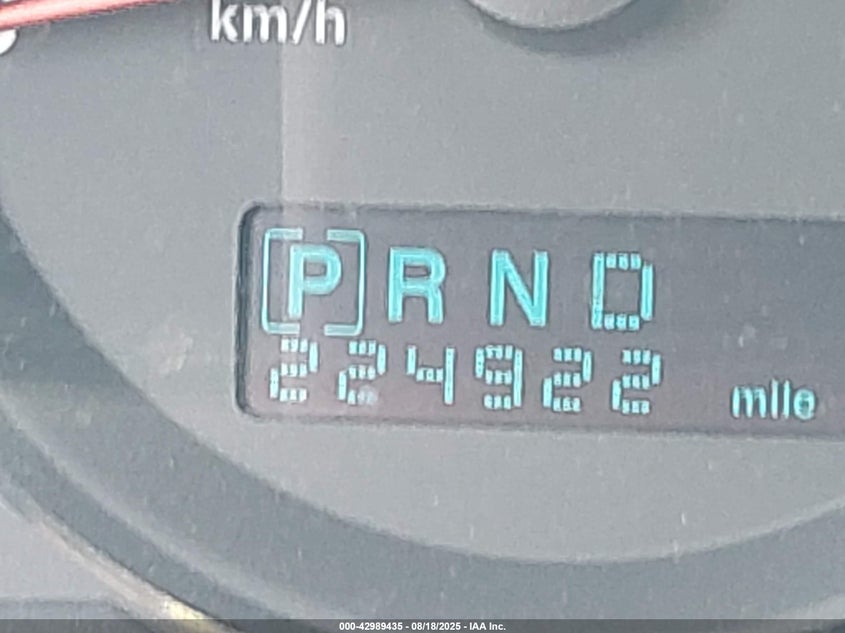 km/h
[P] R N D
224922 mile
000-42989435 - 08/18/2025 - IAA Inc.